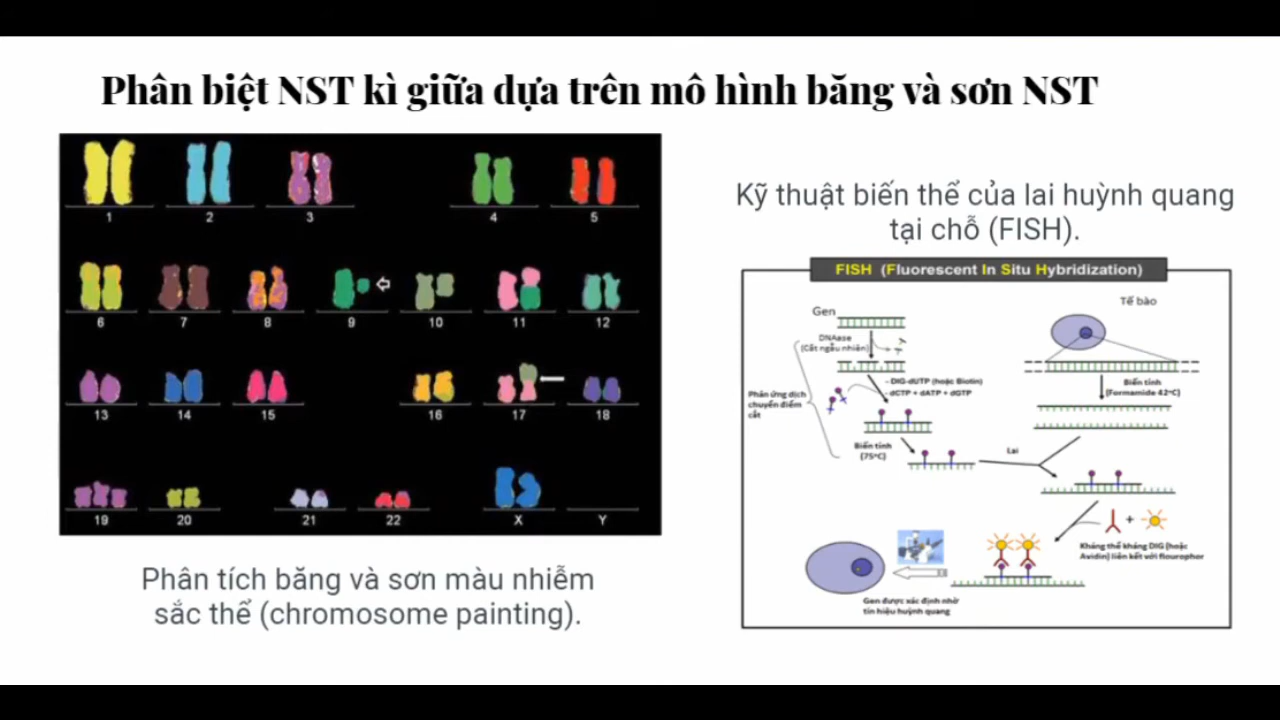 Phân biệt NST kì giữa dựa trên mô hình băng và sơn NST
1 2 3 4 5
6 7 8 9 10 11 12
13 14 15 16 17 18
19 20 21 22 X Y
Phân tích băng và sơn màu nhiễm
sắc thể (chromosome painting).
Kỹ thuật biến thể của lai huỳnh quang
tại chỗ (FISH).
FISH (Fluorescent In Situ Hybridization)
Gen
Tế bào
DNAase
(Cắt ngẫu nhiên)
Phản ứng dịch
chuyển điểm
cắt
- DIG-dUTP (hoặc Biotin)
- dCTP + dATP + dGTP
Biến tính
(Formamide 42ºC)
Biến tính
(75ºC)
Lai
+
Kháng thể kháng DIG (hoặc
Avidin) liên kết với flourophor
Gen được xác định nhờ
tín hiệu huỳnh quang